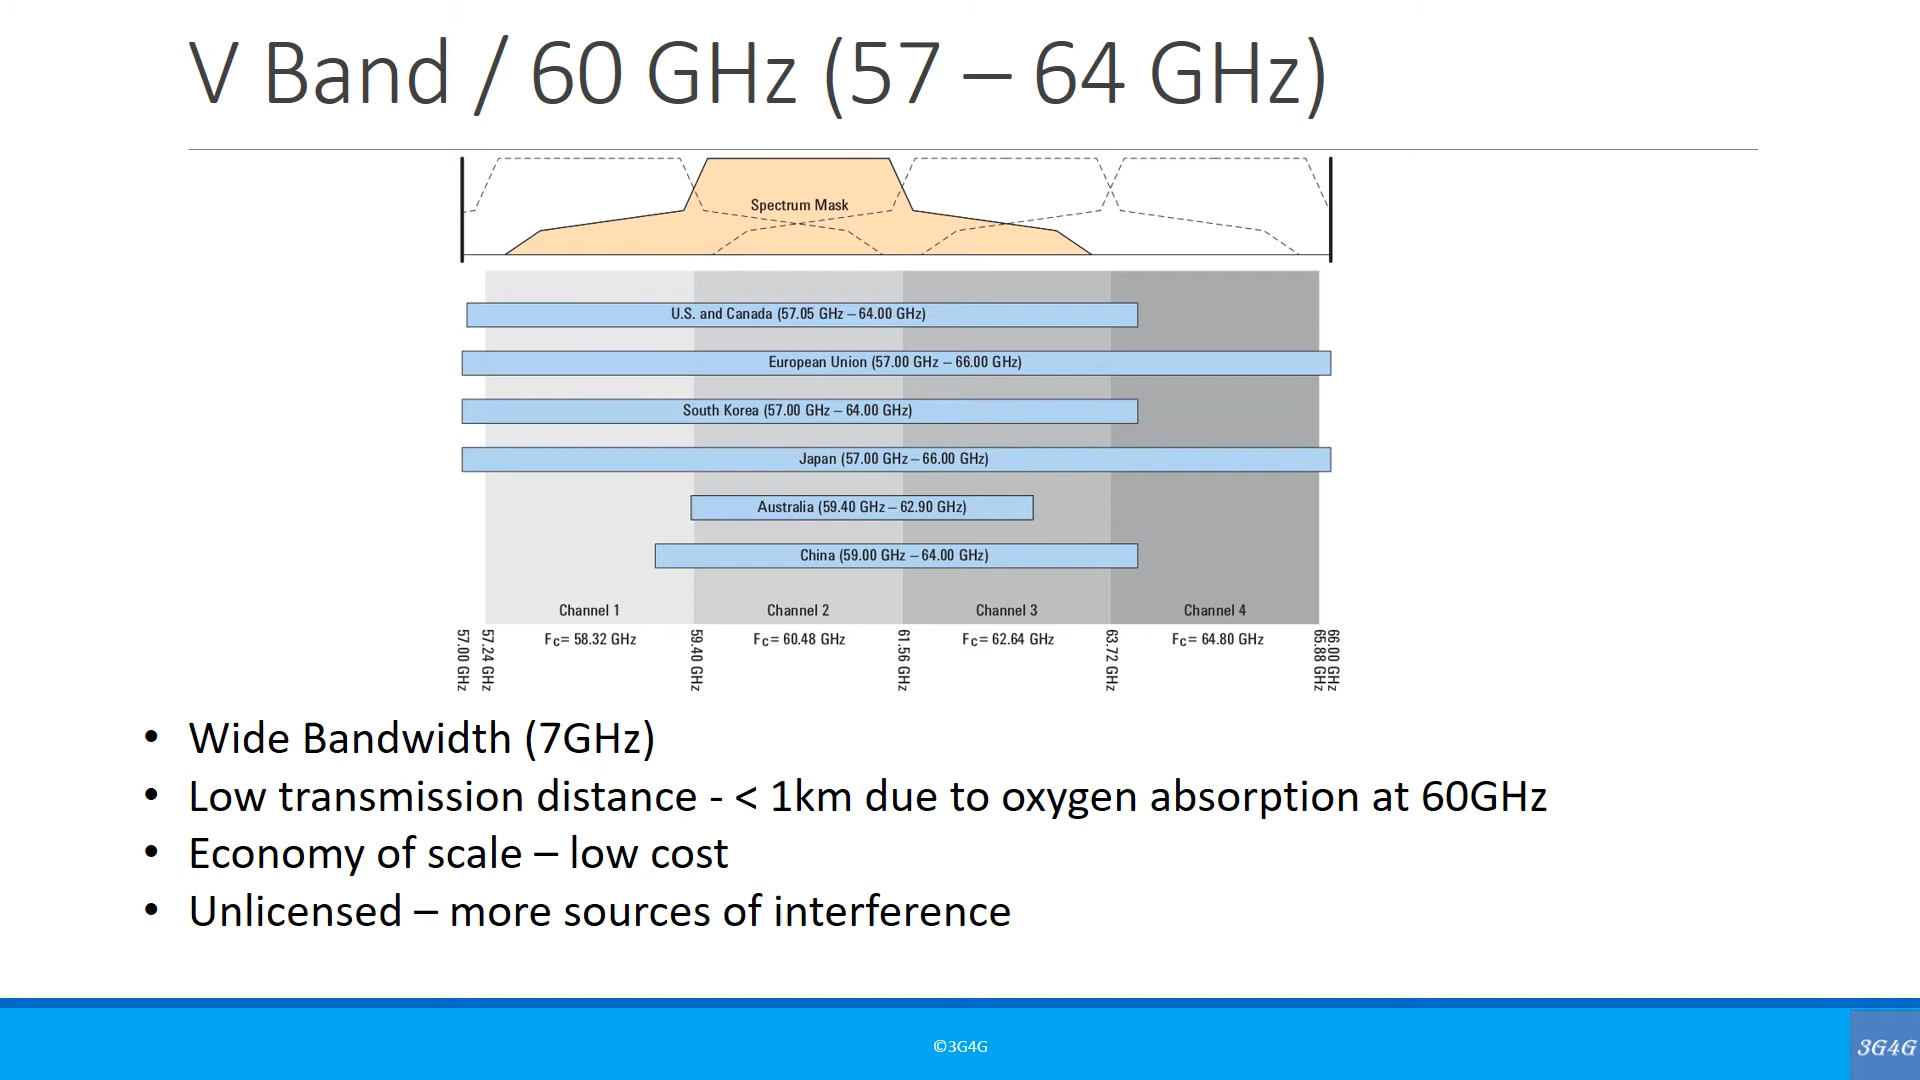 V Band / 60 GHz (57 – 64 GHz)
Spectrum Mask
U.S. and Canada (57.05 GHz – 64.00 GHz)
European Union (57.00 GHz – 66.00 GHz)
South Korea (57.00 GHz – 64.00 GHz)
Japan (57.00 GHz – 66.00 GHz)
Australia (59.40 GHz – 62.90 GHz)
China (59.00 GHz – 64.00 GHz)
Channel 1 Channel 2 Channel 3 Channel 4
FC= 58.32 GHz FC= 60.48 GHz FC= 62.64 GHz FC= 64.80 GHz
57.00 GHz
57.24 GHz
59.40 GHz
61.56 GHz
63.72 GHz
65.88 GHz
66.00 GHz
• Wide Bandwidth (7GHz)
• Low transmission distance - < 1km due to oxygen absorption at 60GHz
• Economy of scale – low cost
• Unlicensed – more sources of interference
©3G4G
3G4G